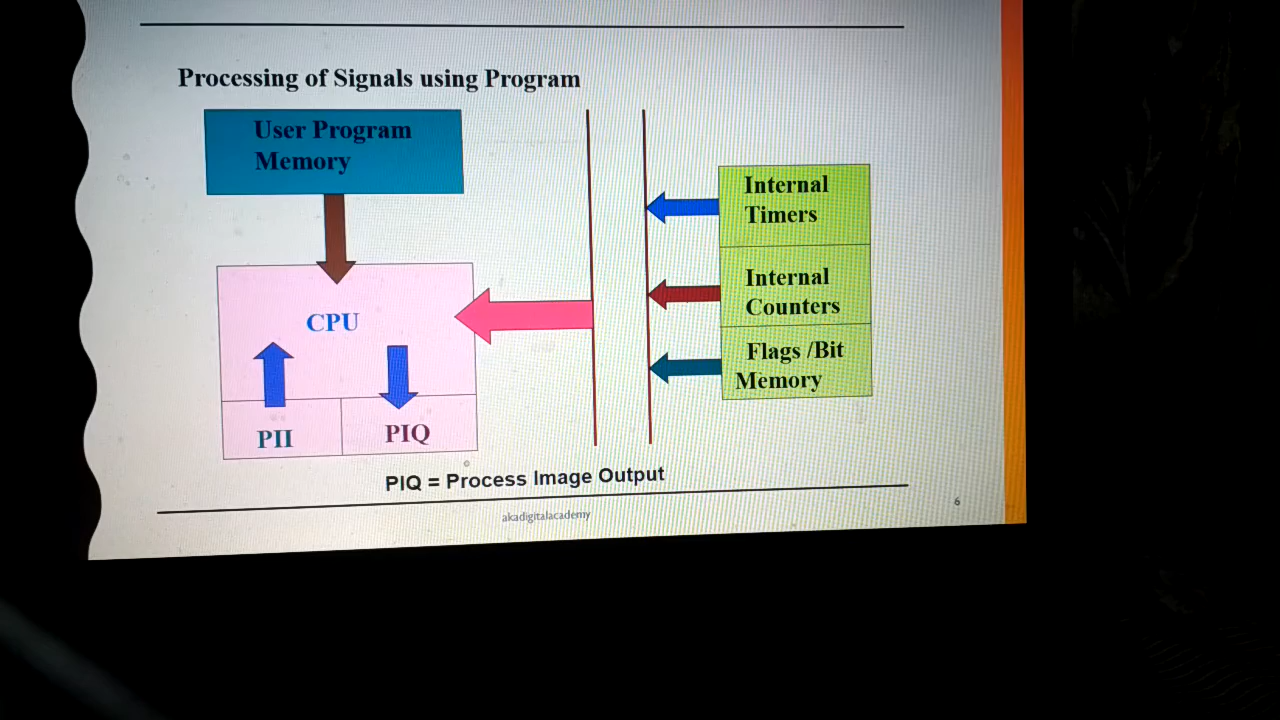 Processing of Signals using Program
User Program
Memory
Internal
Timers
Internal
Counters
CPU
Flags /Bit
Memory
PII
PIQ
PIQ = Process Image Output
akadigitalacademy
6